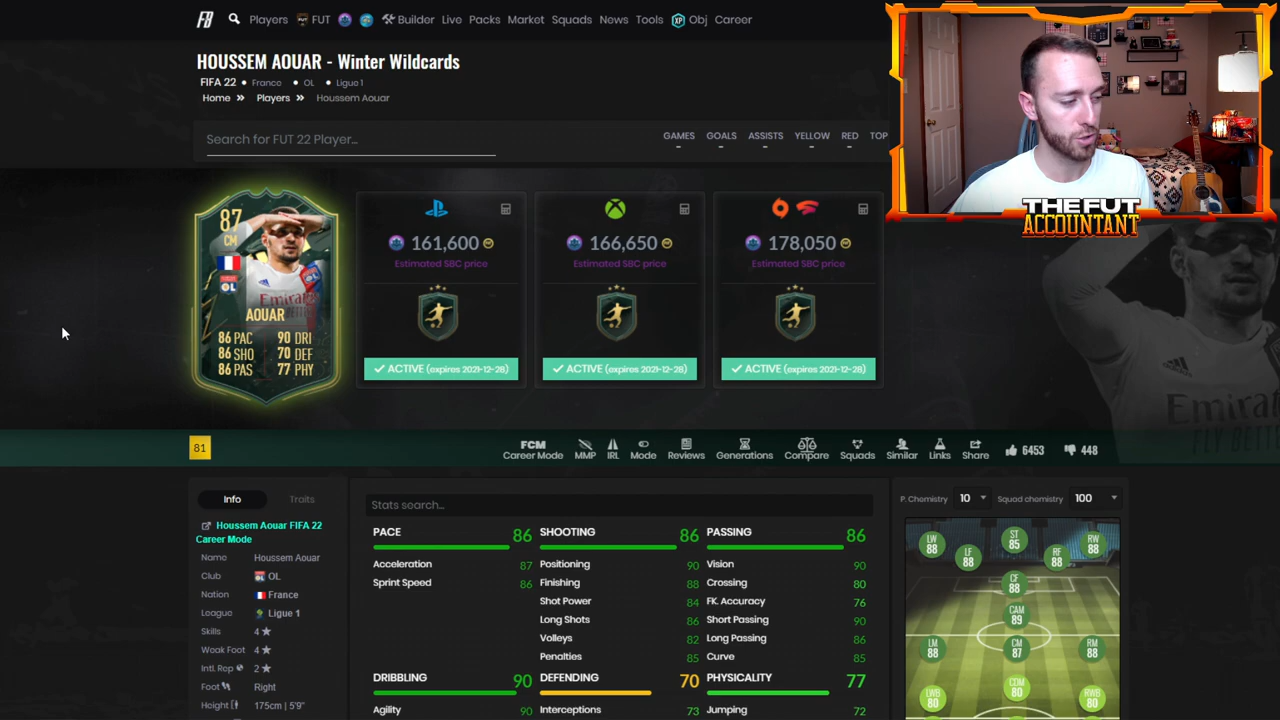 FB Players FUT Builder Live Packs Market Squads News Tools XP Obj Career
HOUSSEM AOUAR - Winter Wildcards
FIFA 22 • France • OL • Ligue 1
Home » Players » Houssem Aouar
Search for FUT 22 Player...
GAMES GOALS ASSISTS YELLOW RED TOP
- - - - -
THE FUT
ACCOUNTANT
87
CM
AOUAR
86 PAC 90 DRI
86 SHO 70 DEF
86 PAS 77 PHY
161,600
Estimated SBC price
ACTIVE (expires 2021-12-28)
166,650
Estimated SBC price
ACTIVE (expires 2021-12-28)
178,050
Estimated SBC price
ACTIVE (expires 2021-12-28)
Emirates
FLY BETTER
81
FCM
Career Mode MMP IRL Mode Reviews Generations Compare Squads Similar Links Share 6453 448
Info Traits
Houssem Aouar FIFA 22
Career Mode
Name Houssem Aouar
Club OL
Nation France
League Ligue 1
Skills 4★
Weak Foot 4★
Intl. Rep 2★
Foot Right
Height 175cm | 5'9"
Stats search...
PACE 86
Acceleration 87
Sprint Speed 86
SHOOTING 86
Positioning 90
Finishing 88
Shot Power 84
Long Shots 86
Volleys 82
Penalties 85
PASSING 86
Vision 90
Crossing 80
FK. Accuracy 76
Short Passing 90
Long Passing 86
Curve 85
DRIBBLING 90
Agility 90
DEFENDING 70
Interceptions 73
PHYSICALITY 77
Jumping 72
P. Chemistry 10 Squad chemistry 100
LW 88
LF 88
ST 85
RF 88
RW 88
CF 88
CAM 89
LM 88
CM 87
RM 88
LWB 80
CDM 80
RWB 80